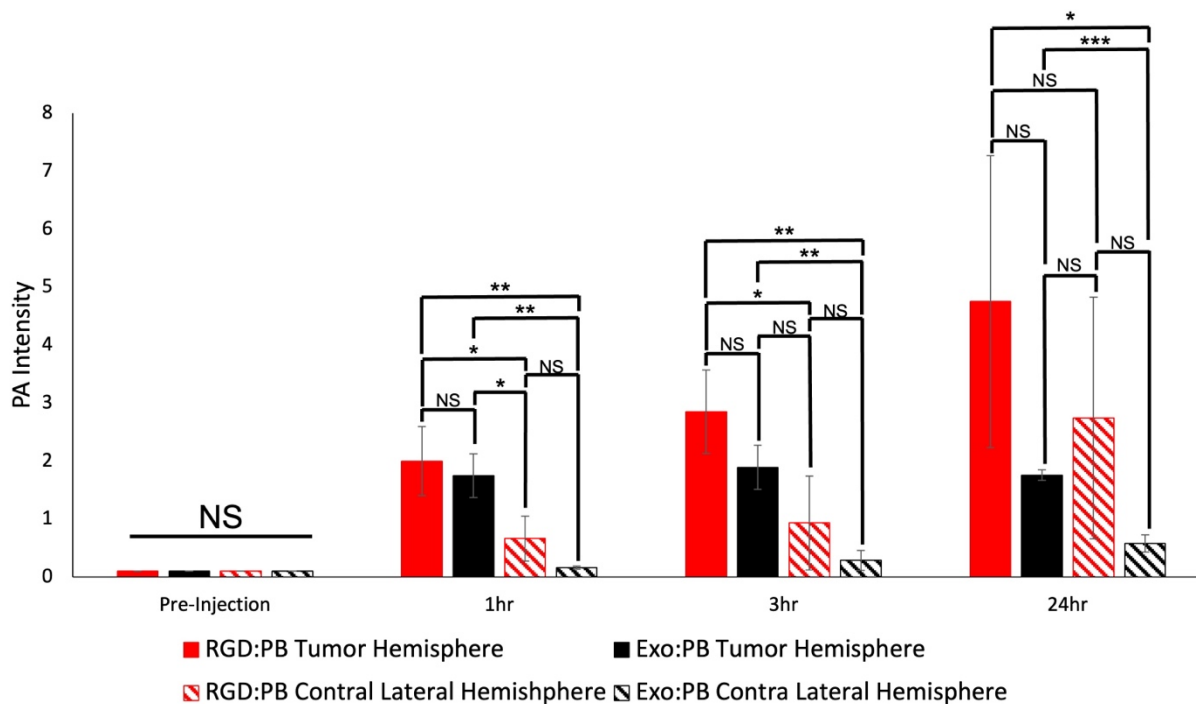 *
***
NS
NS
NS
NS
8
7
6
5
4
3
2
1
0
PA Intensity
**
**
*
NS
NS
*
**
**
*
NS
NS
NS
NS
Pre-Injection 1hr 3hr 24hr
RGD:PB Tumor Hemisphere Exo:PB Tumor Hemisphere
RGD:PB Contral Lateral Hemishphere Exo:PB Contra Lateral Hemisphere